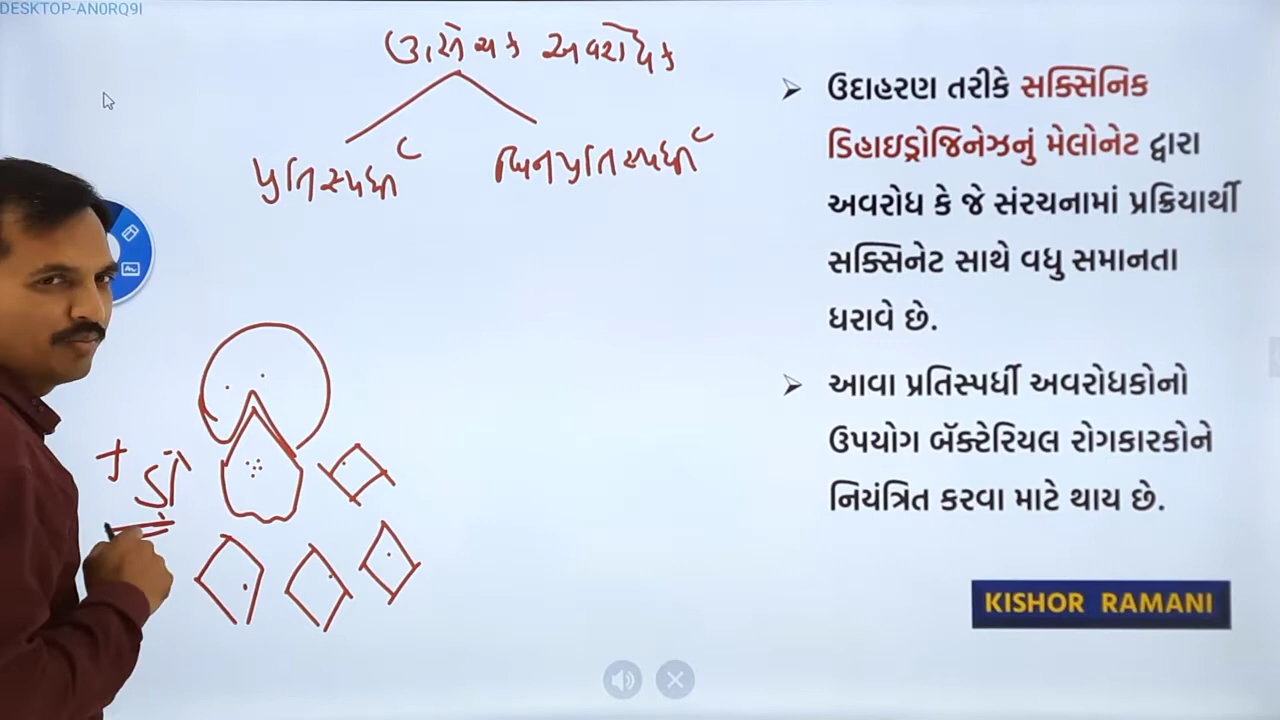 DESKTOP-AN0RQ9I
ઉત્સેચક અવરોધક
પ્રતિસ્પર્ધી
બિનપ્રતિસ્પર્ધી
➢ ઉદાહરણ તરીકે સક્સિનિક
ડિહાઇડ્રોજિનેઝનું મેલોનેટ દ્વારા
અવરોધ કે જે સંરચનામાં પ્રક્રિયાર્થી
સક્સિનેટ સાથે વધુ સમાનતા
ધરાવે છે.
➢ આવા પ્રતિસ્પર્ધી અવરોધકોનો
ઉપયોગ બૅક્ટેરિયલ રોગકારકોને
નિયંત્રિત કરવા માટે થાય છે.
KISHOR RAMANI